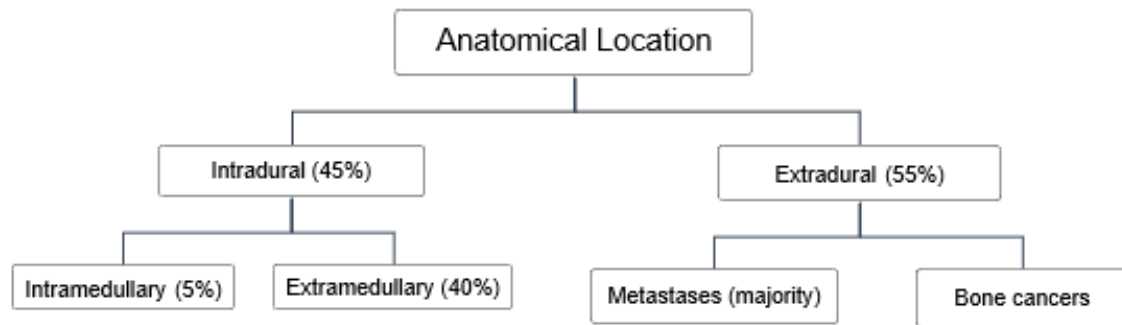 Anatomical Location
Intradural (45%)
Extradural (55%)
Intramedullary (5%)
Extramedullary (40%)
Metastases (majority)
Bone cancers